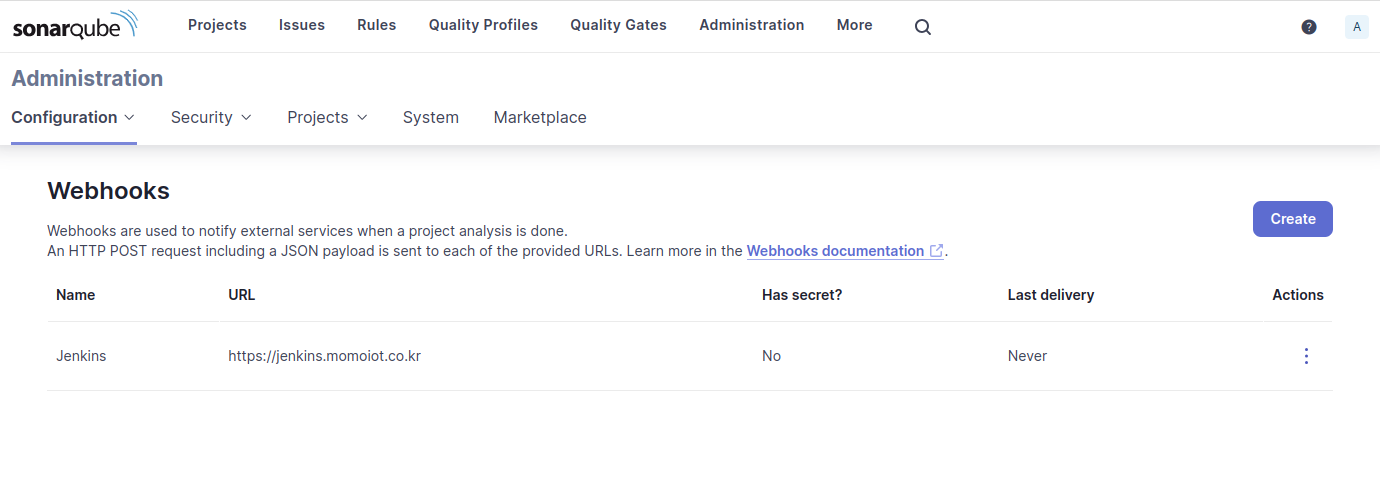 sonarqube Projects Issues Rules Quality Profiles Quality Gates Administration More ? A
Administration
Configuration Security Projects System Marketplace
Webhooks
Create
Webhooks are used to notify external services when a project analysis is done.
An HTTP POST request including a JSON payload is sent to each of the provided URLs. Learn more in the Webhooks documentation.
Name URL Has secret? Last delivery Actions
Jenkins https://jenkins.momoiot.co.kr No Never